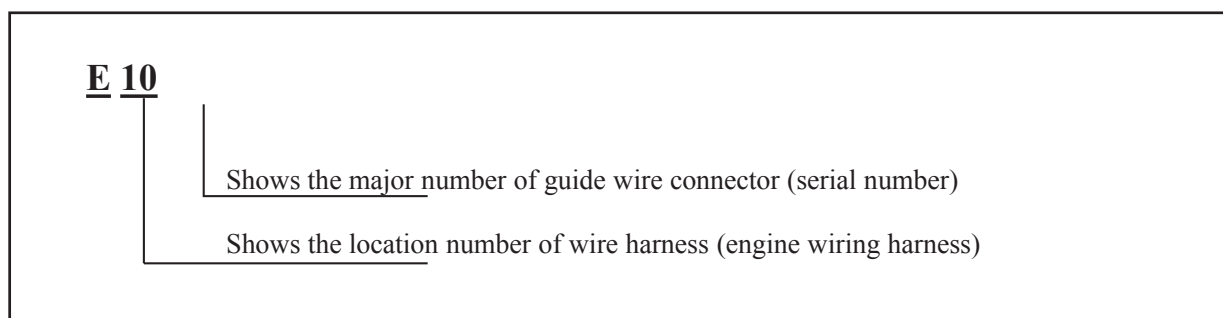 E 10
Shows the major number of guide wire connector (serial number)
Shows the location number of wire harness (engine wiring harness)